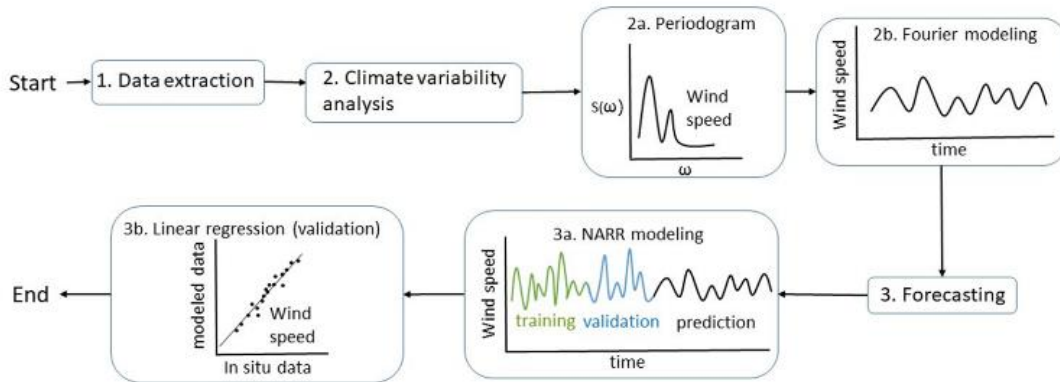 Start
1. Data extraction
2. Climate variability
analysis
2a. Periodogram
S(ω)
Wind
speed
ω
2b. Fourier modeling
Wind speed
time
3. Forecasting
3a. NARR modeling
Wind speed
training validation prediction
time
3b. Linear regression (validation)
modeled data
Wind
speed
In situ data
End